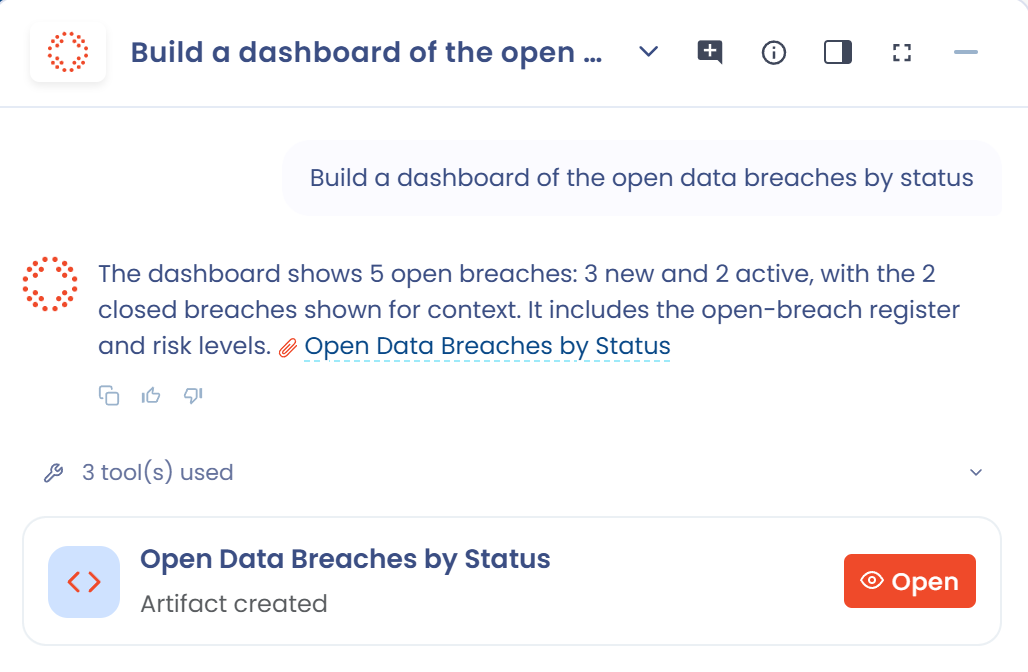 Build a dashboard of the open ...
Build a dashboard of the open data breaches by status
The dashboard shows 5 open breaches: 3 new and 2 active, with the 2
closed breaches shown for context. It includes the open-breach register
and risk levels. Open Data Breaches by Status
3 tool(s) used
Open Data Breaches by Status
Artifact created
Open